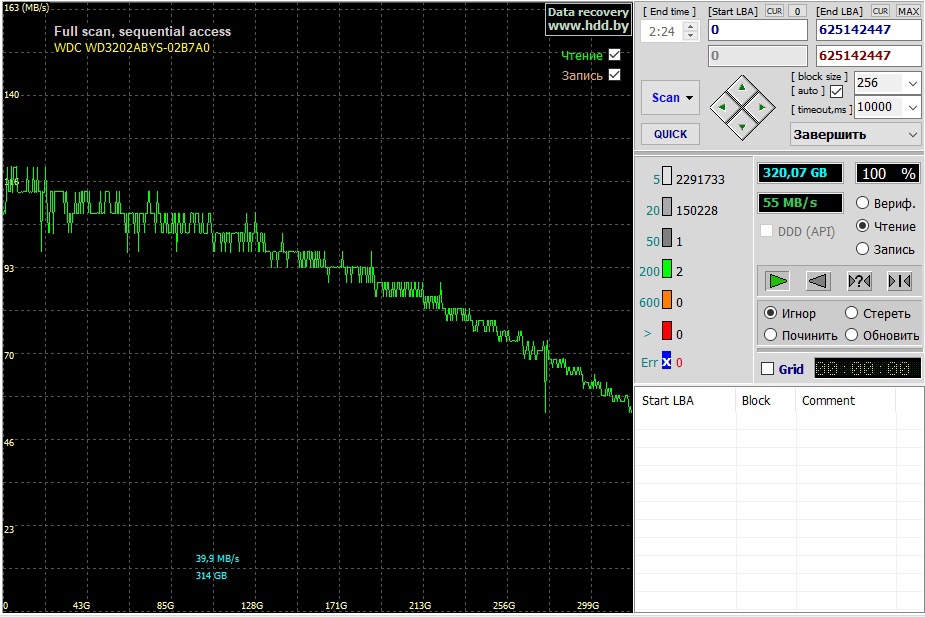 163 (MB/s)
Full scan, sequential access
WDC WD3202ABYS-02B7A0
Data recovery
www.hdd.by
Чтение
Запись
140
116
93
70
46
23
39,9 MB/s
314 GB
0 43G 85G 128G 171G 213G 256G 299G
[ End time ] [Start LBA] CUR 0 [End LBA] CUR MAX
2:24 0 625142447
0 625142447
Scan
QUICK
[ block size ] 256
[ auto ]
[ timeout,ms ] 10000
Завершить
5 2291733
20 150228
50 1
200 2
600 0
> 0
Err x 0
320,07 GB 100 %
55 MB/s
DDD (API)
Вериф.
Чтение
Запись
Игнор Стереть
Починить Обновить
Grid 00:00:00
Start LBA Block Comment